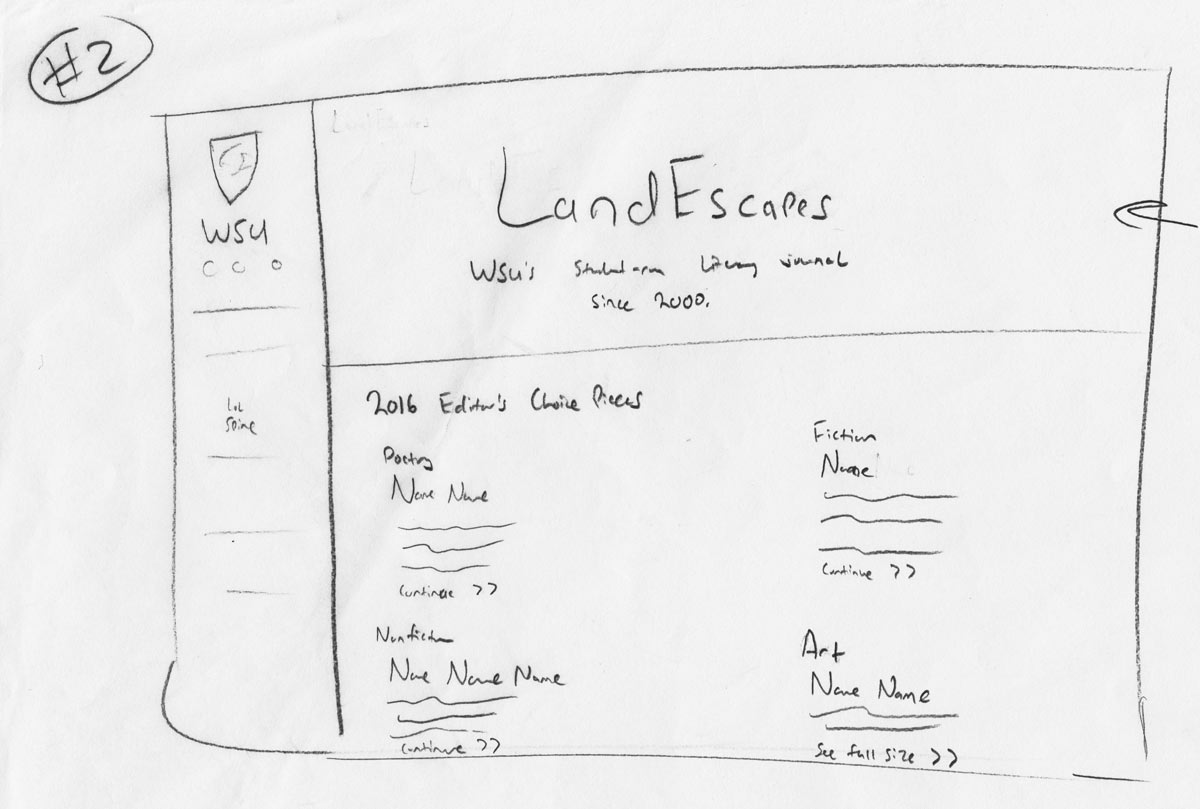 #2
WSU
LandEscapes
WSU's Student-run Literary journal
since 2000.
Lol
Spine
2016 Editor's Choice Pieces
Poetry
Name Name
Continue >>
Fiction
Name
Continue >>
Nonfiction
Name Name Name
Continue >>
Art
Name Name
See full size >>